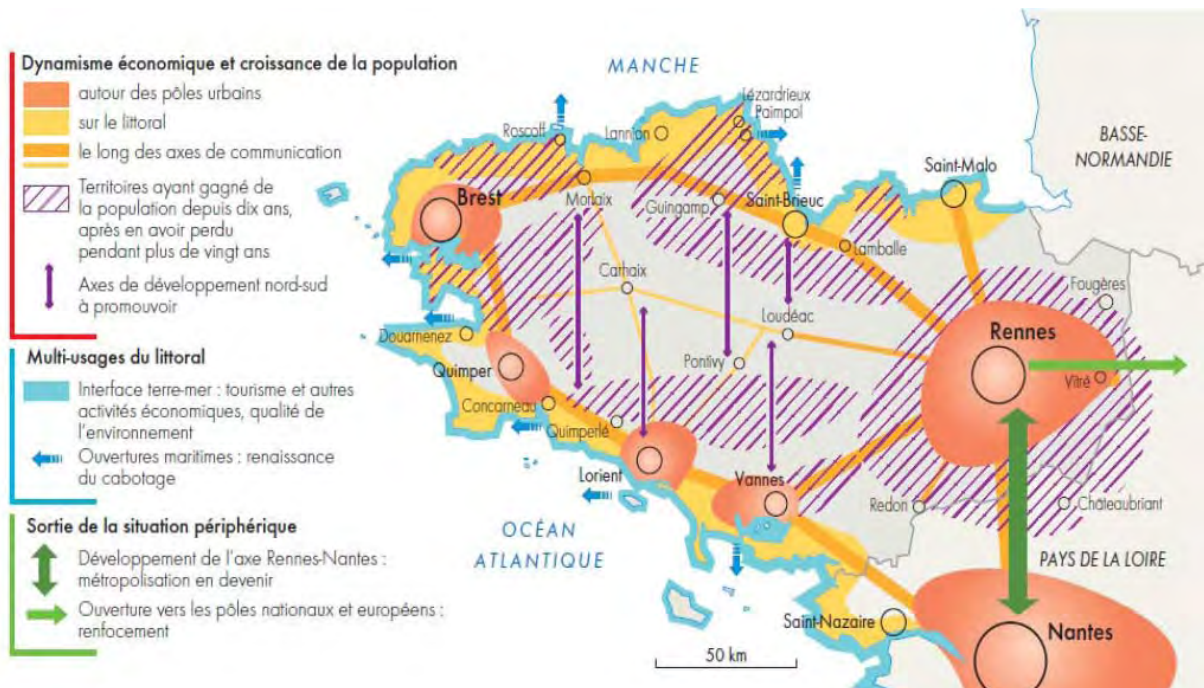 Dynamisme économique et croissance de la population
autour des pôles urbains
sur le littoral
le long des axes de communication
Territoires ayant gagné de
la population depuis dix ans,
après en avoir perdu
pendant plus de vingt ans
Axes de développement nord-sud
à promouvoir
Multi-usages du littoral
Interface terre-mer : tourisme et autres
activités économiques, qualité de
l'environnement
Ouvertures maritimes : renaissance
du cabotage
Sortie de la situation périphérique
Développement de l'axe Rennes-Nantes :
métropolisation en devenir
Ouverture vers les pôles nationaux et européens :
renfocement
MANCHE
Lézardrieux
Paimpol
Roscoff
Lannion
BASSE-
NORMANDIE
Saint-Malo
Brest
Morlaix
Guingamp
Saint-Brieuc
Lamballe
Carhaix
Fougères
Loudéac
Rennes
Douarnenez
Pontivy
Vitré
Quimper
Concarneau
Quimperlé
Lorient
Vannes
Redon
Châteaubriant
OCÉAN
ATLANTIQUE
PAYS DE LA LOIRE
Saint-Nazaire
Nantes
50 km